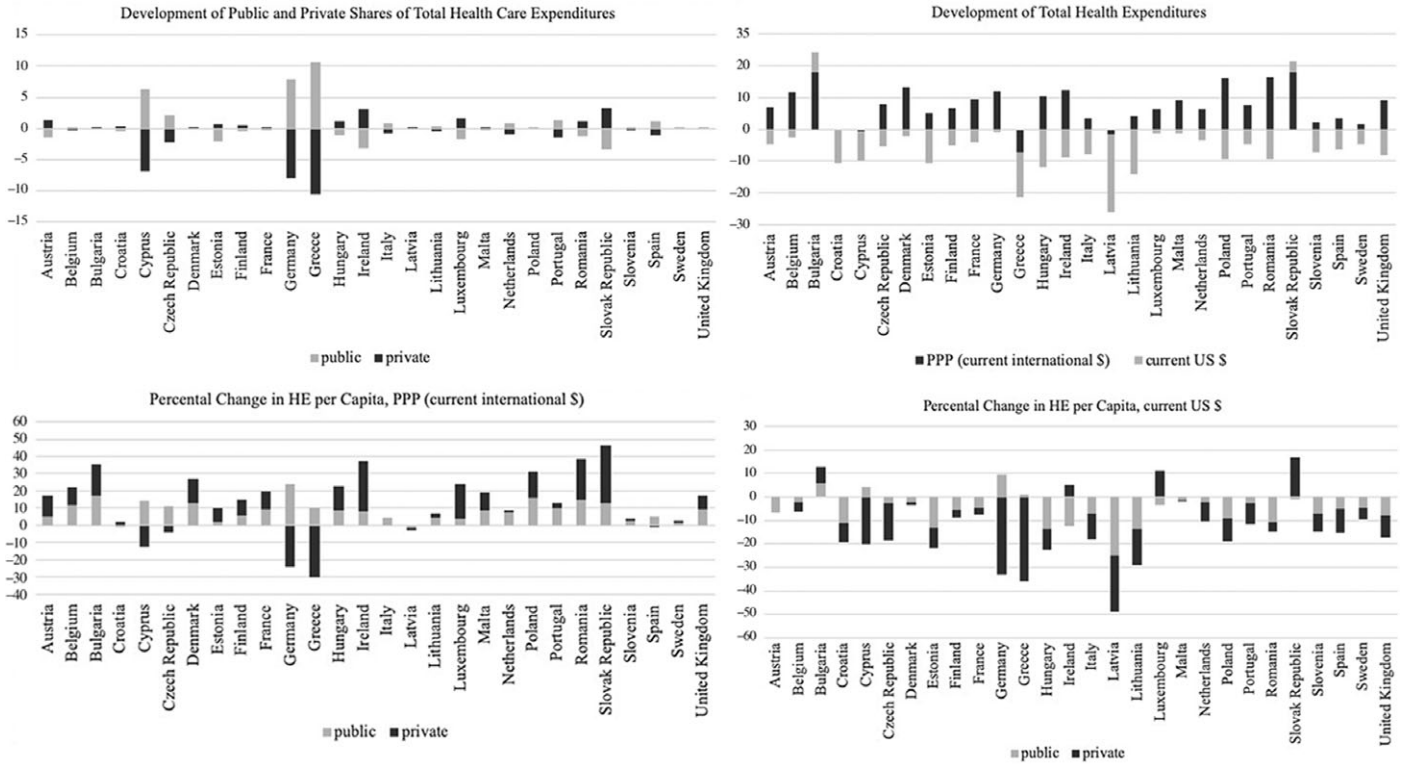 Development of Public and Private Shares of Total Health Care Expenditures
15
10
5
0
−5
−10
−15
Austria
Belgium
Bulgaria
Croatia
Cyprus
Czech Republic
Denmark
Estonia
Finland
France
Germany
Greece
Hungary
Ireland
Italy
Latvia
Lithuania
Luxembourg
Malta
Netherlands
Poland
Portugal
Romania
Slovak Republic
Slovenia
Spain
Sweden
United Kingdom
public private
Development of Total Health Expenditures
35
20
10
0
−10
−20
−30
Austria
Belgium
Bulgaria
Croatia
Cyprus
Czech Republic
Denmark
Estonia
Finland
France
Germany
Greece
Hungary
Ireland
Italy
Latvia
Lithuania
Luxembourg
Malta
Netherlands
Poland
Portugal
Romania
Slovak Republic
Slovenia
Spain
Sweden
United Kingdom
PPP (current international $) current US $
Percental Change in HE per Capita, PPP (current international $)
60
50
40
30
20
10
0
−10
−20
−30
−40
Austria
Belgium
Bulgaria
Croatia
Cyprus
Czech Republic
Denmark
Estonia
Finland
France
Germany
Greece
Hungary
Ireland
Italy
Latvia
Lithuania
Luxembourg
Malta
Netherlands
Poland
Portugal
Romania
Slovak Republic
Slovenia
Spain
Sweden
United Kingdom
public private
Percental Change in HE per Capita, current US $
30
20
10
0
−10
−20
−30
−40
−50
−60
Austria
Belgium
Bulgaria
Croatia
Cyprus
Czech Republic
Denmark
Estonia
Finland
France
Germany
Greece
Hungary
Ireland
Italy
Latvia
Lithuania
Luxembourg
Malta
Netherlands
Poland
Portugal
Romania
Slovak Republic
Slovenia
Spain
Sweden
United Kingdom
public private